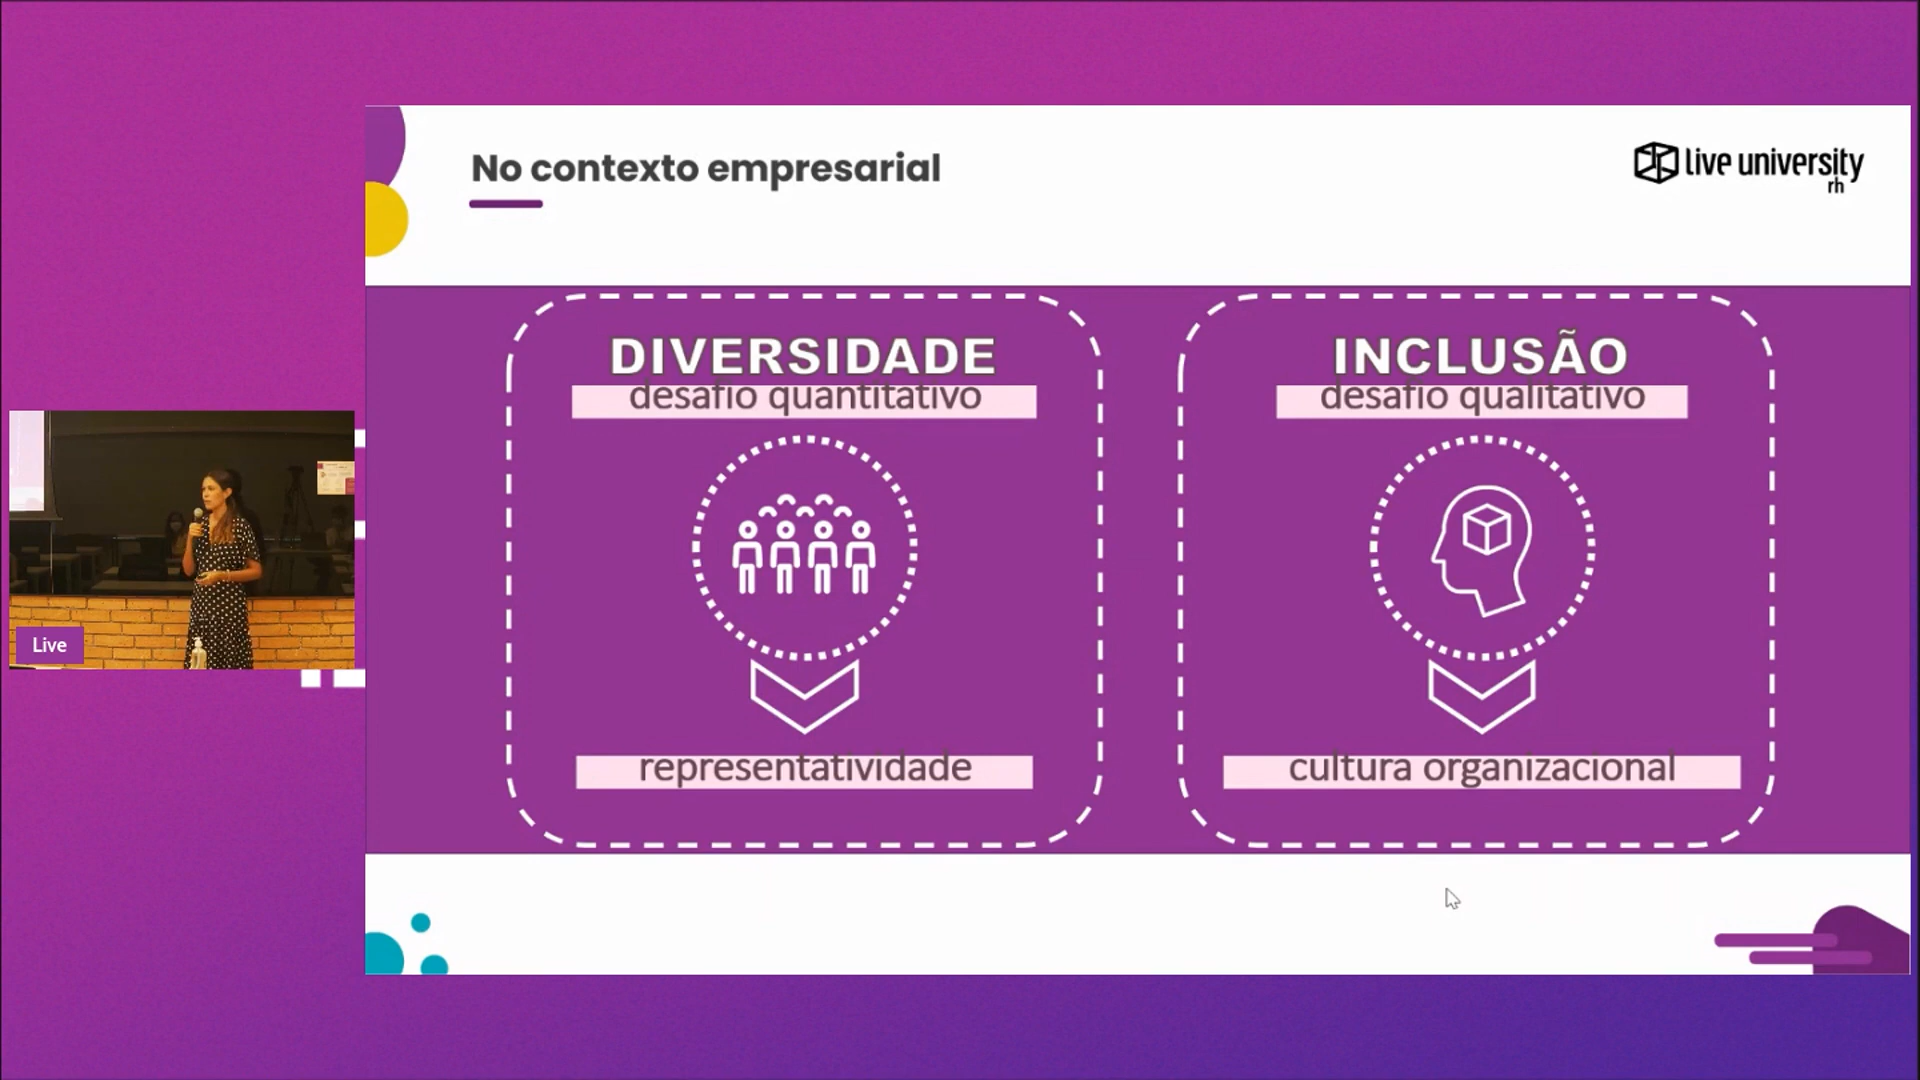 No contexto empresarial
live university
rh
DIVERSIDADE
desafio quantitativo
representatividade
INCLUSÃO
desafio qualitativo
cultura organizacional
Live